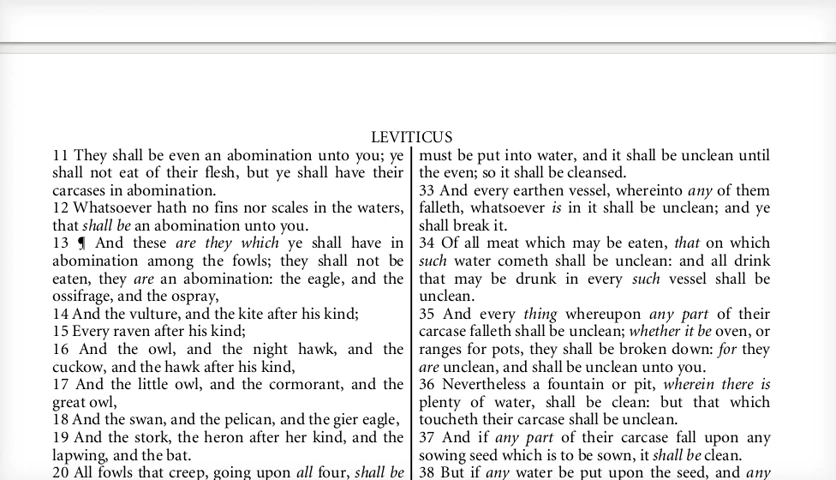 LEVITICUS
11 They shall be even an abomination unto you; ye
shall not eat of their flesh, but ye shall have their
carcases in abomination.
12 Whatsoever hath no fins nor scales in the waters,
that shall be an abomination unto you.
13 ¶ And these are they which ye shall have in
abomination among the fowls; they shall not be
eaten, they are an abomination: the eagle, and the
ossifrage, and the ospray,
14 And the vulture, and the kite after his kind;
15 Every raven after his kind;
16 And the owl, and the night hawk, and the
cuckow, and the hawk after his kind,
17 And the little owl, and the cormorant, and the
great owl,
18 And the swan, and the pelican, and the gier eagle,
19 And the stork, the heron after her kind, and the
lapwing, and the bat.
20 All fowls that creep, going upon all four, shall be
must be put into water, and it shall be unclean until
the even; so it shall be cleansed.
33 And every earthen vessel, whereinto any of them
falleth, whatsoever is in it shall be unclean; and ye
shall break it.
34 Of all meat which may be eaten, that on which
such water cometh shall be unclean: and all drink
that may be drunk in every such vessel shall be
unclean.
35 And every thing whereupon any part of their
carcase falleth shall be unclean; whether it be oven, or
ranges for pots, they shall be broken down: for they
are unclean, and shall be unclean unto you.
36 Nevertheless a fountain or pit, wherein there is
plenty of water, shall be clean: but that which
toucheth their carcase shall be unclean.
37 And if any part of their carcase fall upon any
sowing seed which is to be sown, it shall be clean.
38 But if any water be put upon the seed, and any